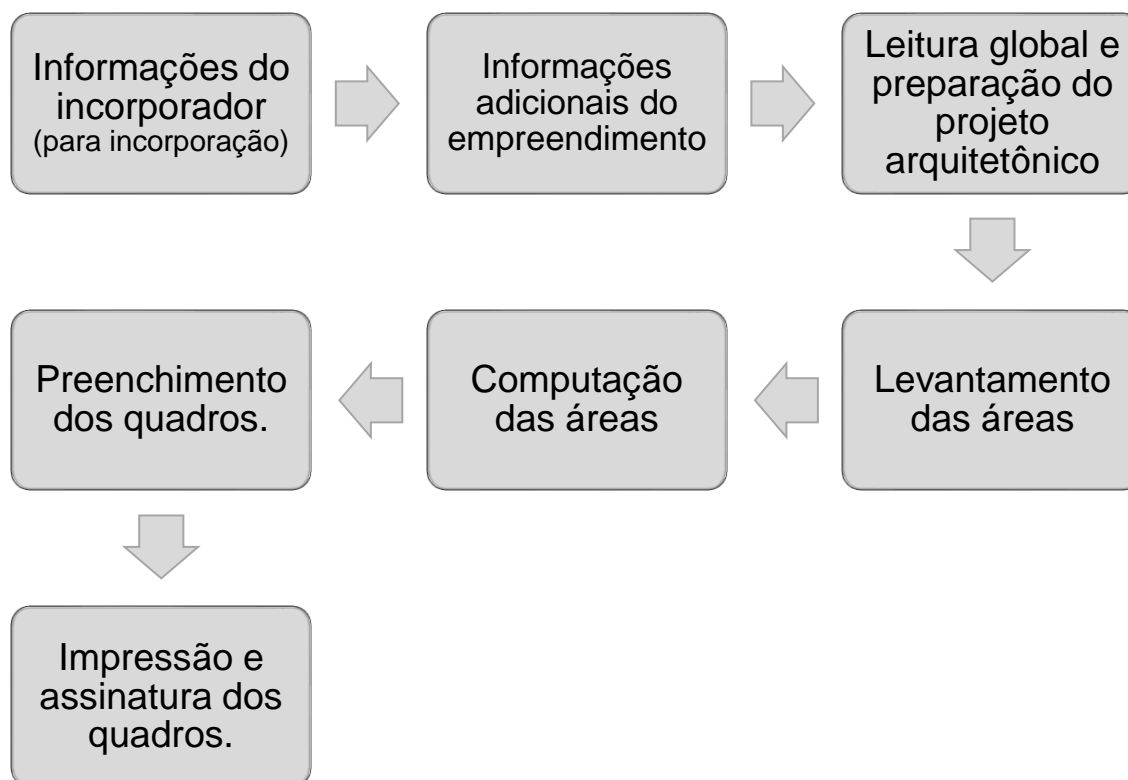 Informações do
incorporador
(para incorporação)
Informações
adicionais do
empreendimento
Leitura global e
preparação do
projeto
arquitetônico
Levantamento
das áreas
Computação
das áreas
Preenchimento
dos quadros.
Impressão e
assinatura dos
quadros.